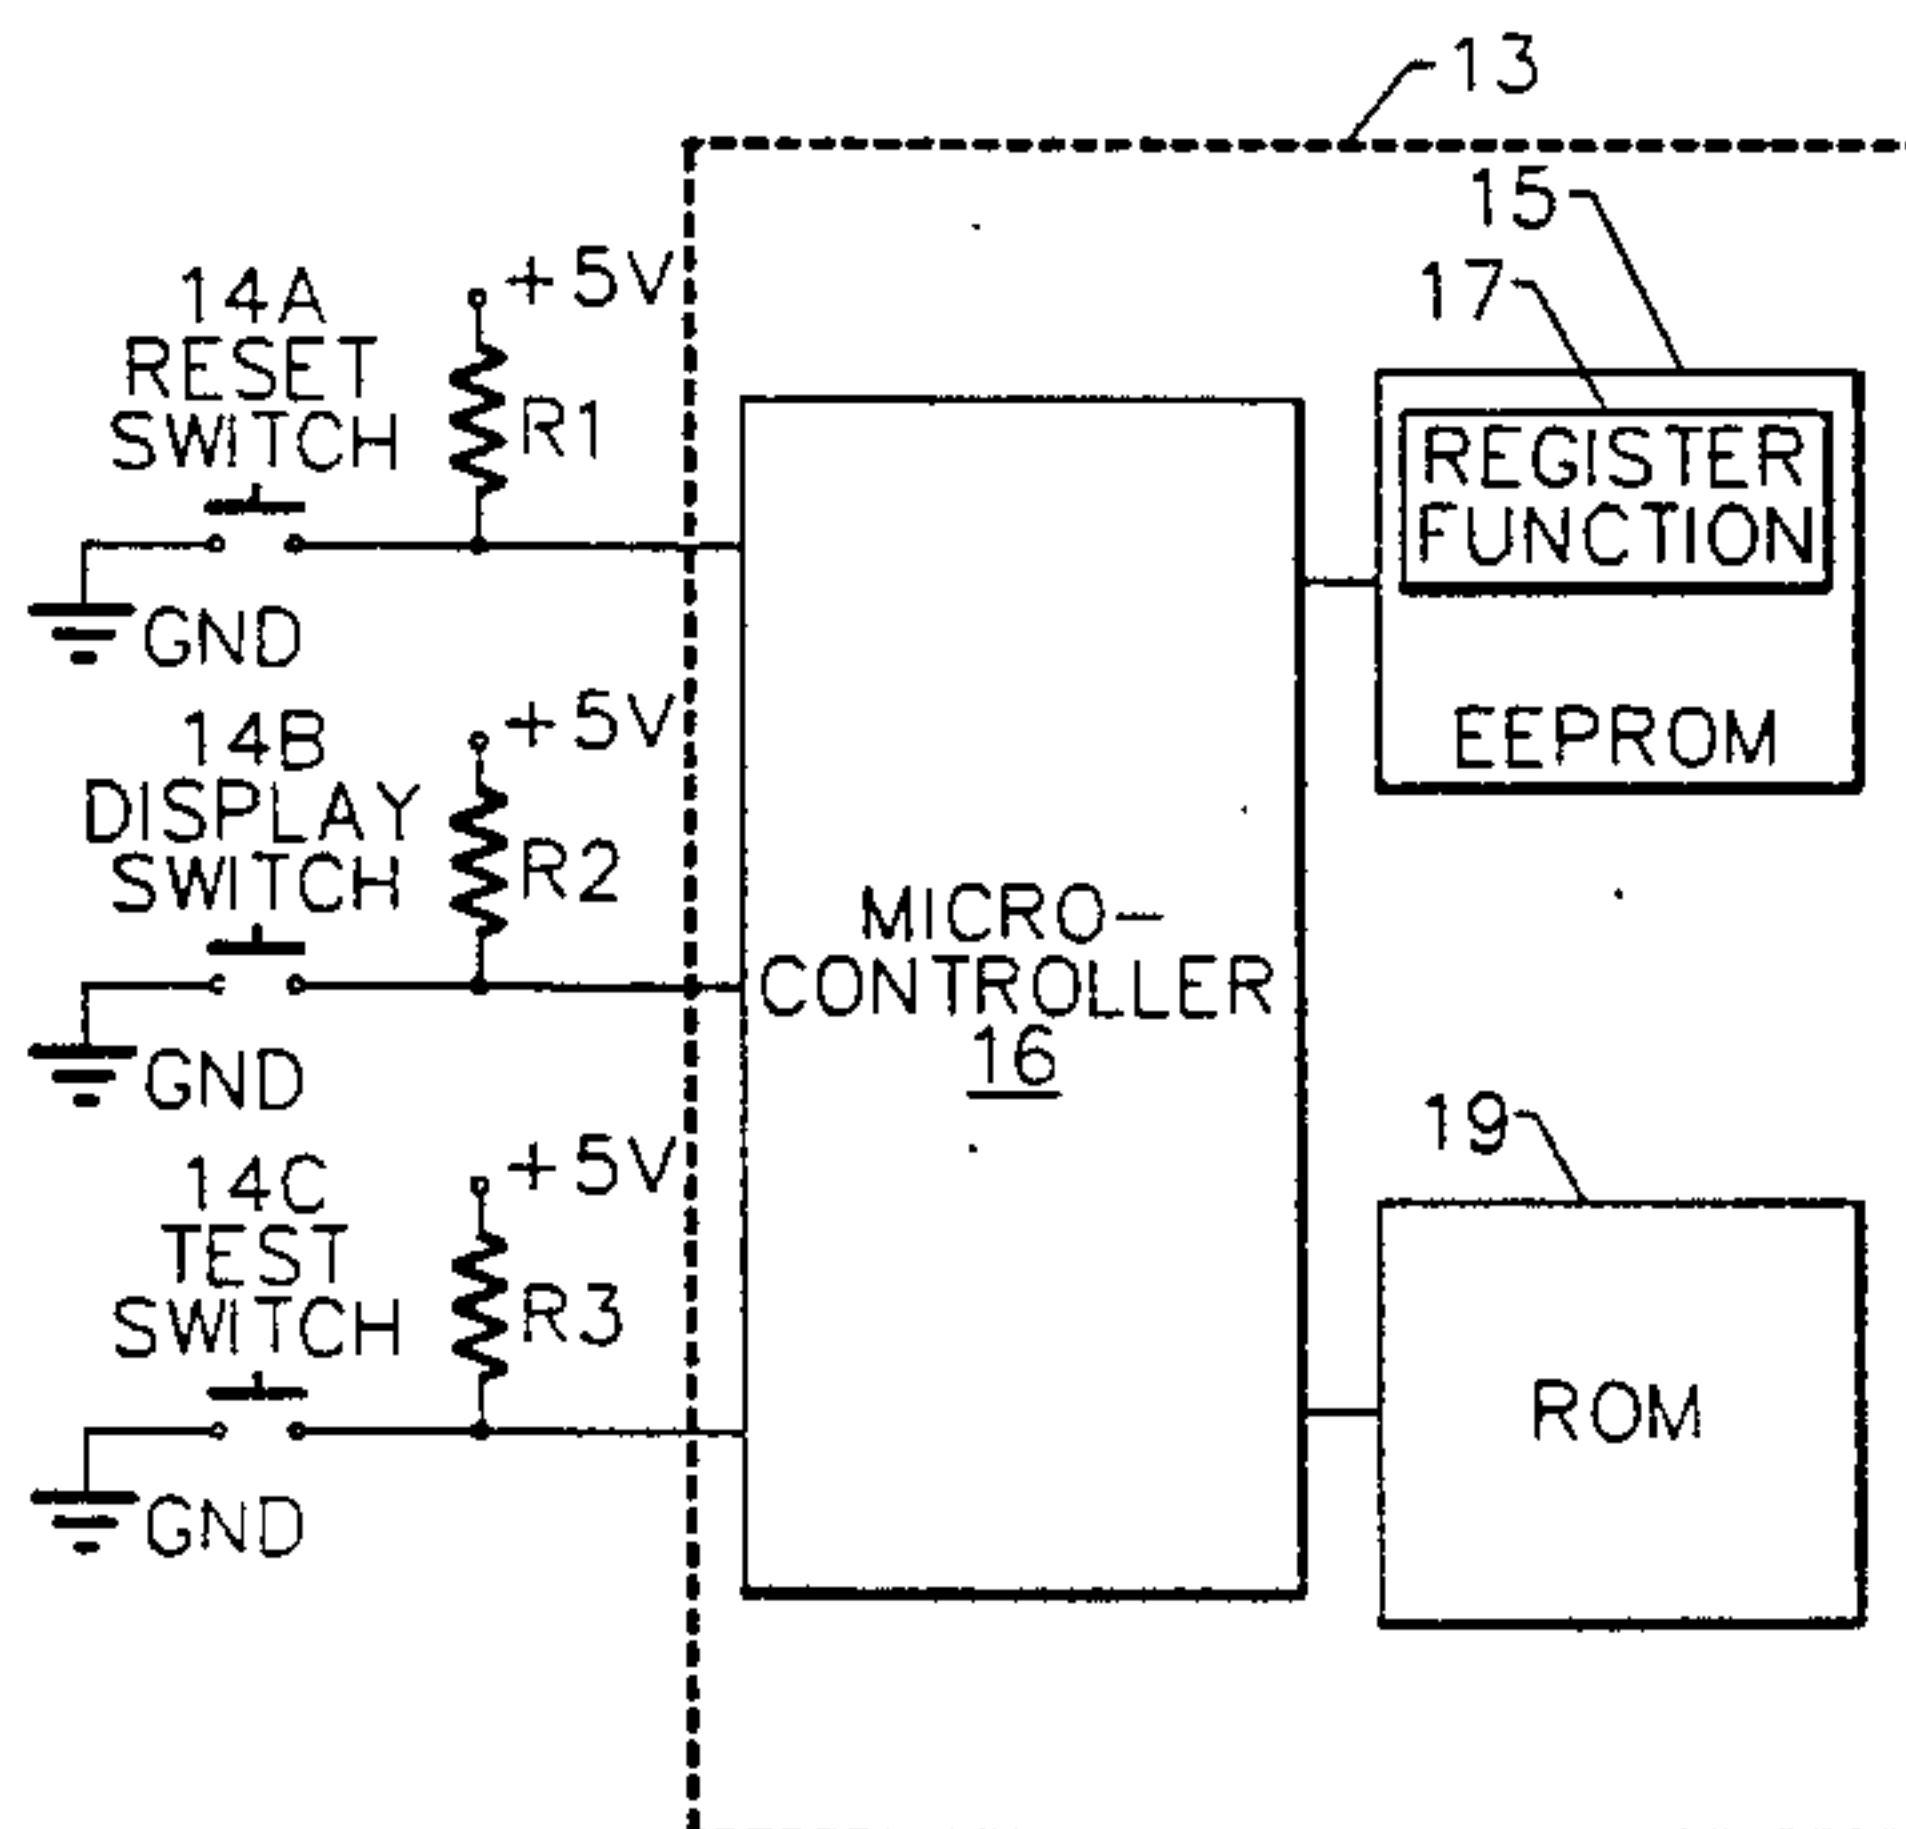 13
15
17
14A
RESET
SWITCH
+5V
R1
GND
REGISTER
FUNCTION
EEPROM
14B
DISPLAY
SWITCH
+5V
R2
GND
MICRO-
CONTROLLER
16
14C
TEST
SWITCH
+5V
R3
GND
19
ROM